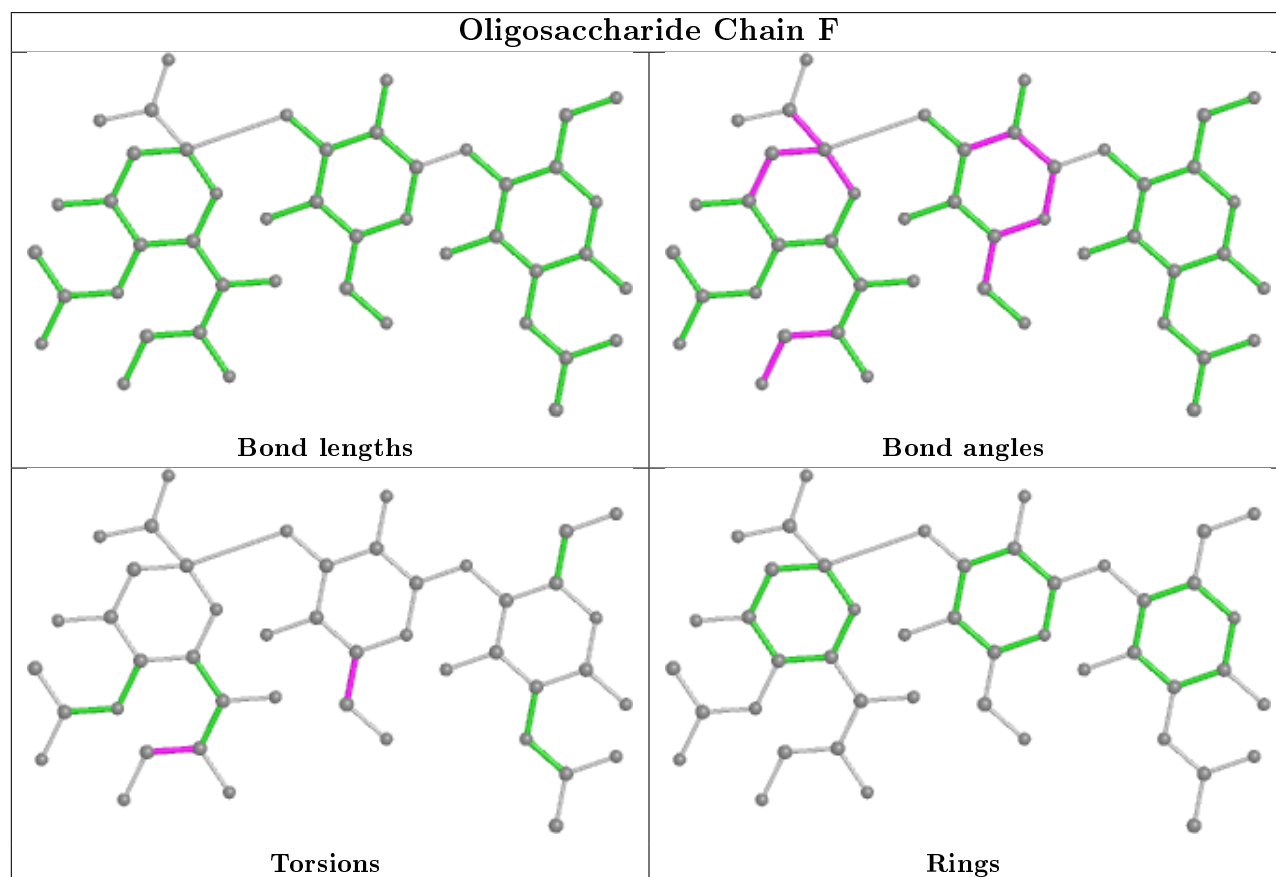 Oligosaccharide Chain F
Bond lengths
Bond angles
Torsions
Rings